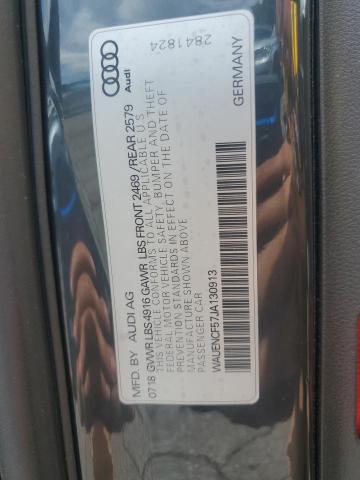 MFD. BY AUDI AG
07.18 GVWR LBS 4916 GAWR LBS FRONT 2469/REAR 2579
THIS VEHICLE CONFORMS TO ALL APPLICABLE U.S.
FEDERAL MOTOR VEHICLE SAFETY, BUMPER AND THEFT
PREVENTION STANDARDS IN EFFECT ON THE DATE OF
MANUFACTURE SHOWN ABOVE
PASSENGER CAR
WAUENCF57JA130913
Audi
2841824
GERMANY